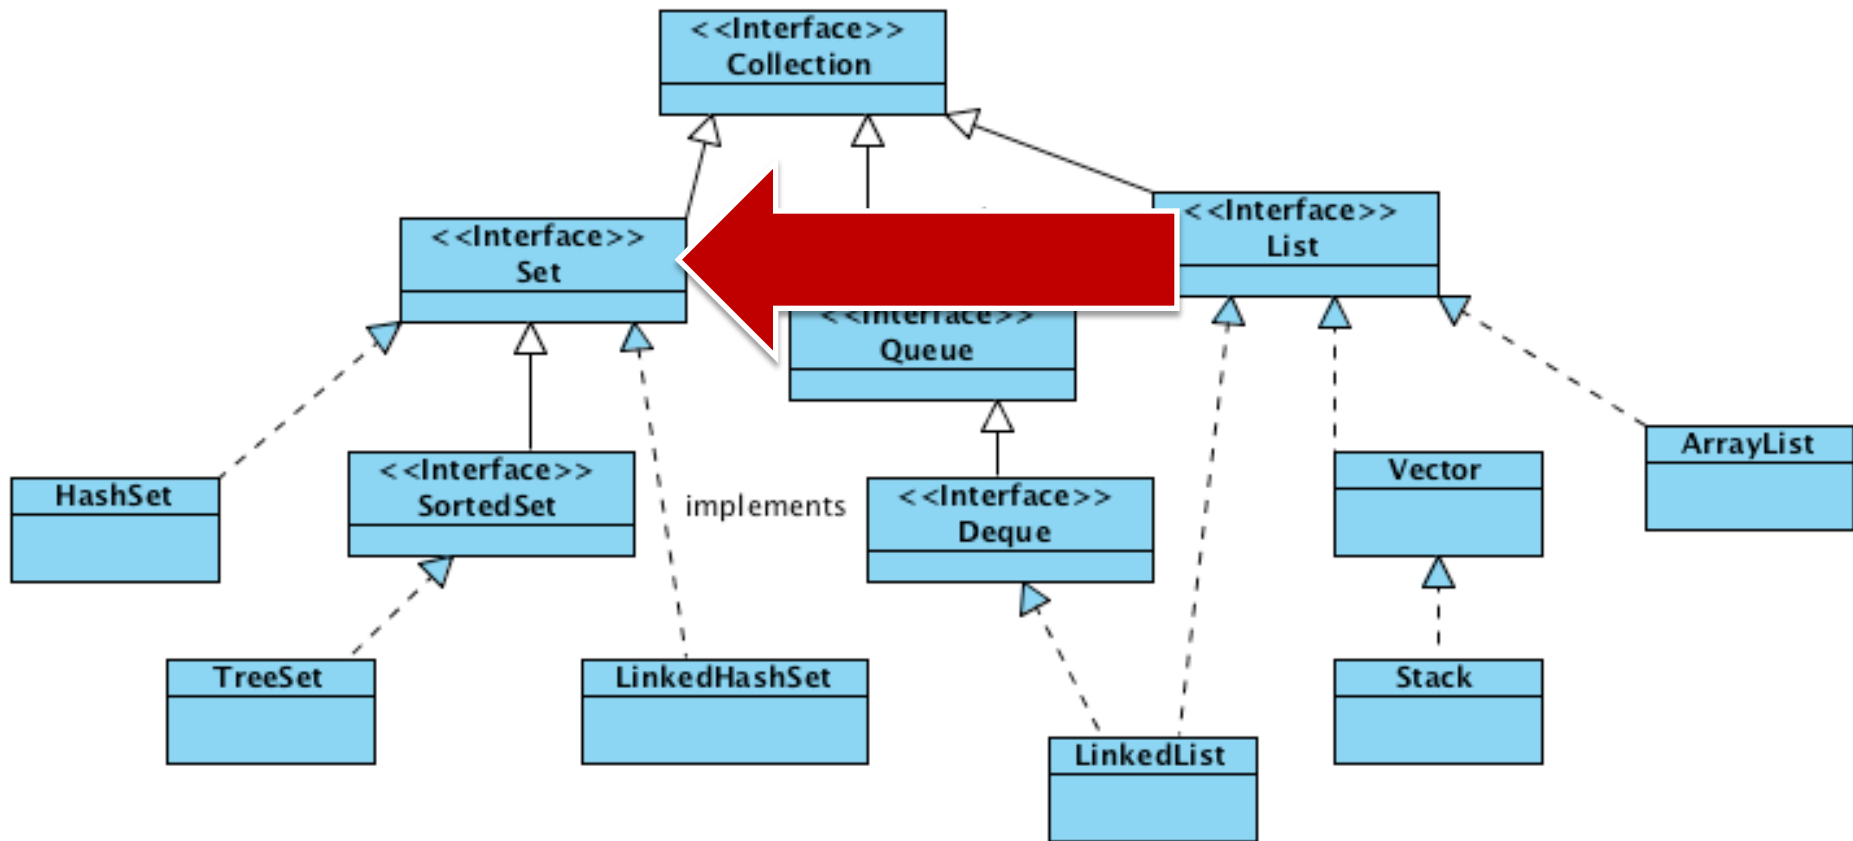 <<Interface>>
Collection
<<Interface>>
Set
<<Interface>>
List
<<Interface>>
Queue
HashSet
<<Interface>>
SortedSet
implements
<<Interface>>
Deque
Vector
ArrayList
TreeSet
LinkedHashSet
LinkedList
Stack